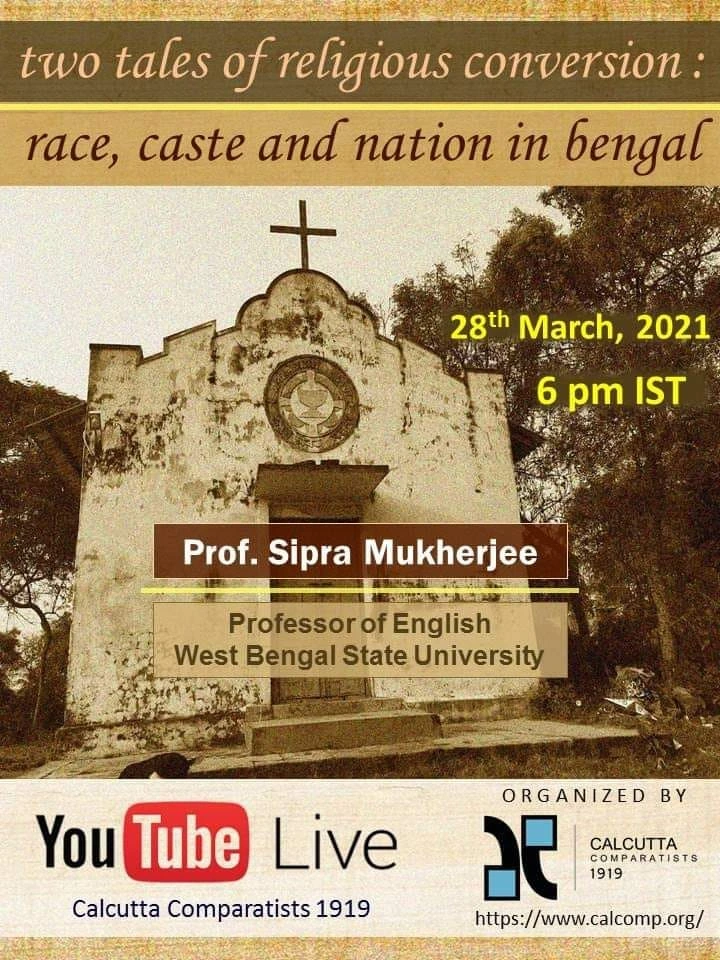 two tales of religious conversion :
race, caste and nation in bengal
28th March, 2021
6 pm IST
Prof. Sipra Mukherjee
Professor of English
West Bengal State University
YouTube Live
Calcutta Comparatists 1919
ORGANIZED BY
CALCUTTA
COMPARATISTS
1919
https://www.calcomp.org/